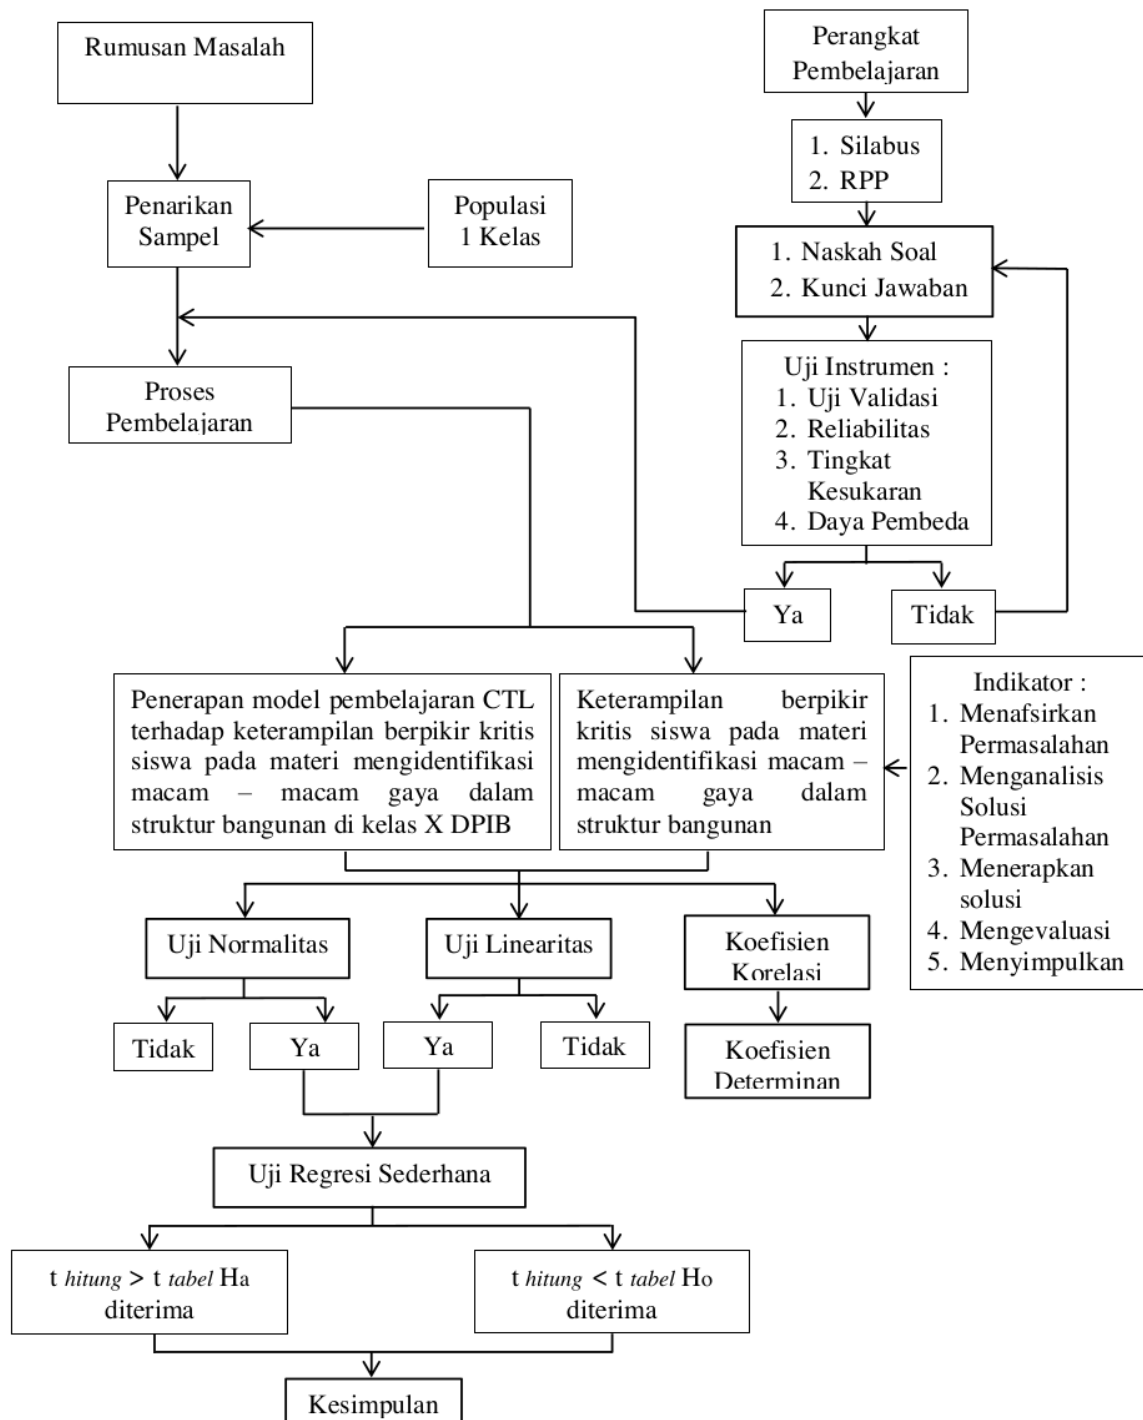 Rumusan Masalah
Perangkat
Pembelajaran
1. Silabus
2. RPP
Penarikan
Sampel
Populasi
1 Kelas
1. Naskah Soal
2. Kunci Jawaban
Proses
Pembelajaran
Uji Instrumen :
1. Uji Validasi
2. Reliabilitas
3. Tingkat
Kesukaran
4. Daya Pembeda
Ya
Tidak
Penerapan model pembelajaran CTL
terhadap keterampilan berpikir kritis
siswa pada materi mengidentifikasi
macam – macam gaya dalam
struktur bangunan di kelas X DPIB
Keterampilan berpikir
kritis siswa pada materi
mengidentifikasi macam –
macam gaya dalam
struktur bangunan
Indikator :
1. Menafsirkan
Permasalahan
2. Menganalisis
Solusi
Permasalahan
3. Menerapkan
solusi
4. Mengevaluasi
5. Menyimpulkan
Uji Normalitas
Uji Linearitas
Koefisien
Korelasi
Tidak
Ya
Ya
Tidak
Koefisien
Determinan
Uji Regresi Sederhana
t hitung > t tabel Ha
diterima
t hitung < t tabel Ho
diterima
Kesimpulan